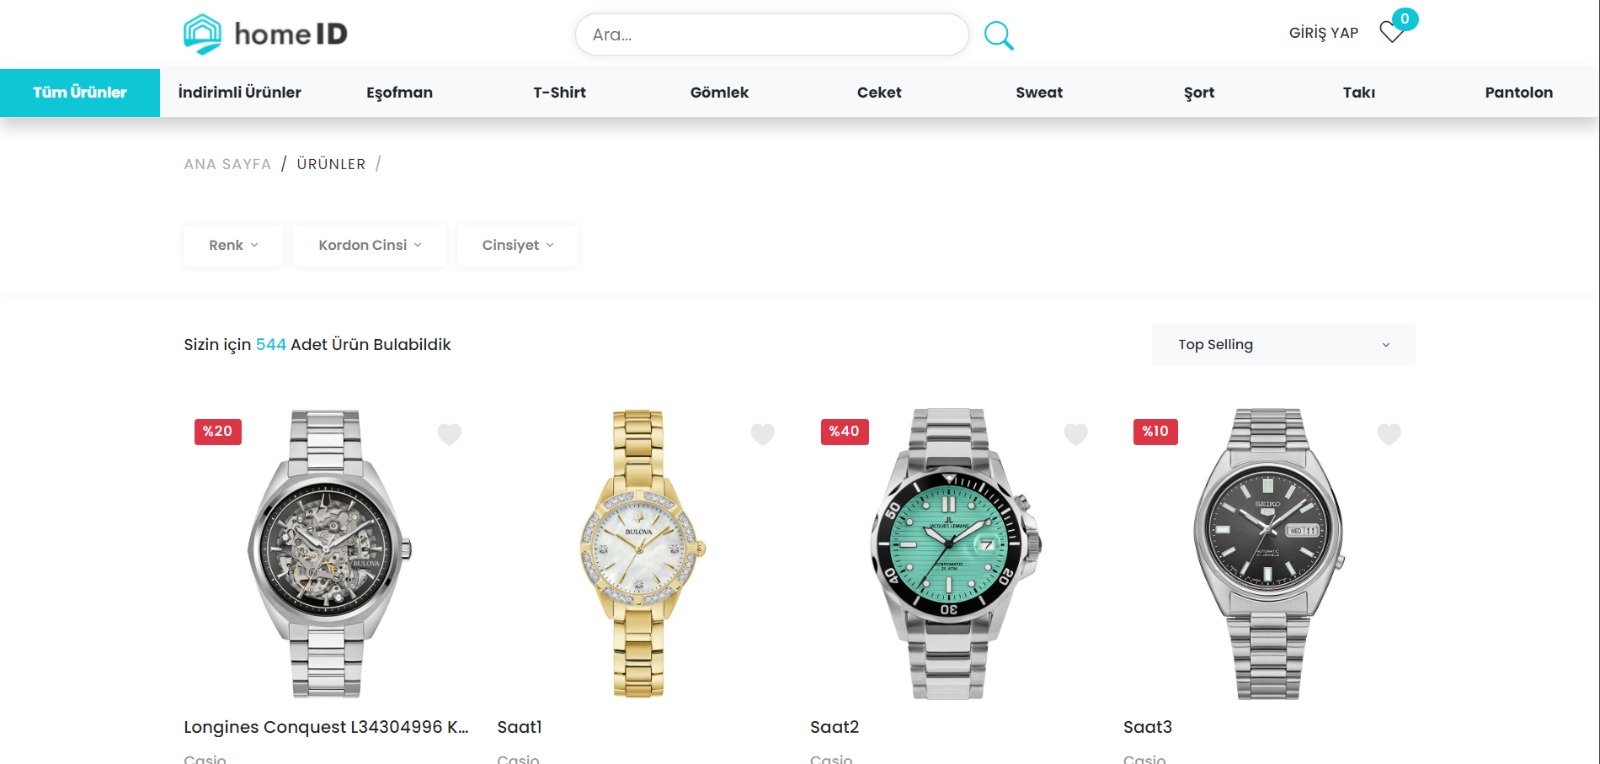 homeID
Ara...
GİRİŞ YAP
0
Tüm Ürünler İndirimli Ürünler Eşofman T-Shirt Gömlek Ceket Sweat Şort Takı Pantolon
ANA SAYFA / ÜRÜNLER /
Renk Kordon Cinsi Cinsiyet
Sizin için 544 Adet Ürün Bulabildik
Top Selling
%20
%40
%10
BULOVA
BULOVA
JACQUES LEMANS
50
40
30
20
7
SEIKO
5
WED 11
AUTOMATIC
Longines Conquest L34304996 K...
Saat1
Saat2
Saat3
Casio
Casio
Casio
Casio